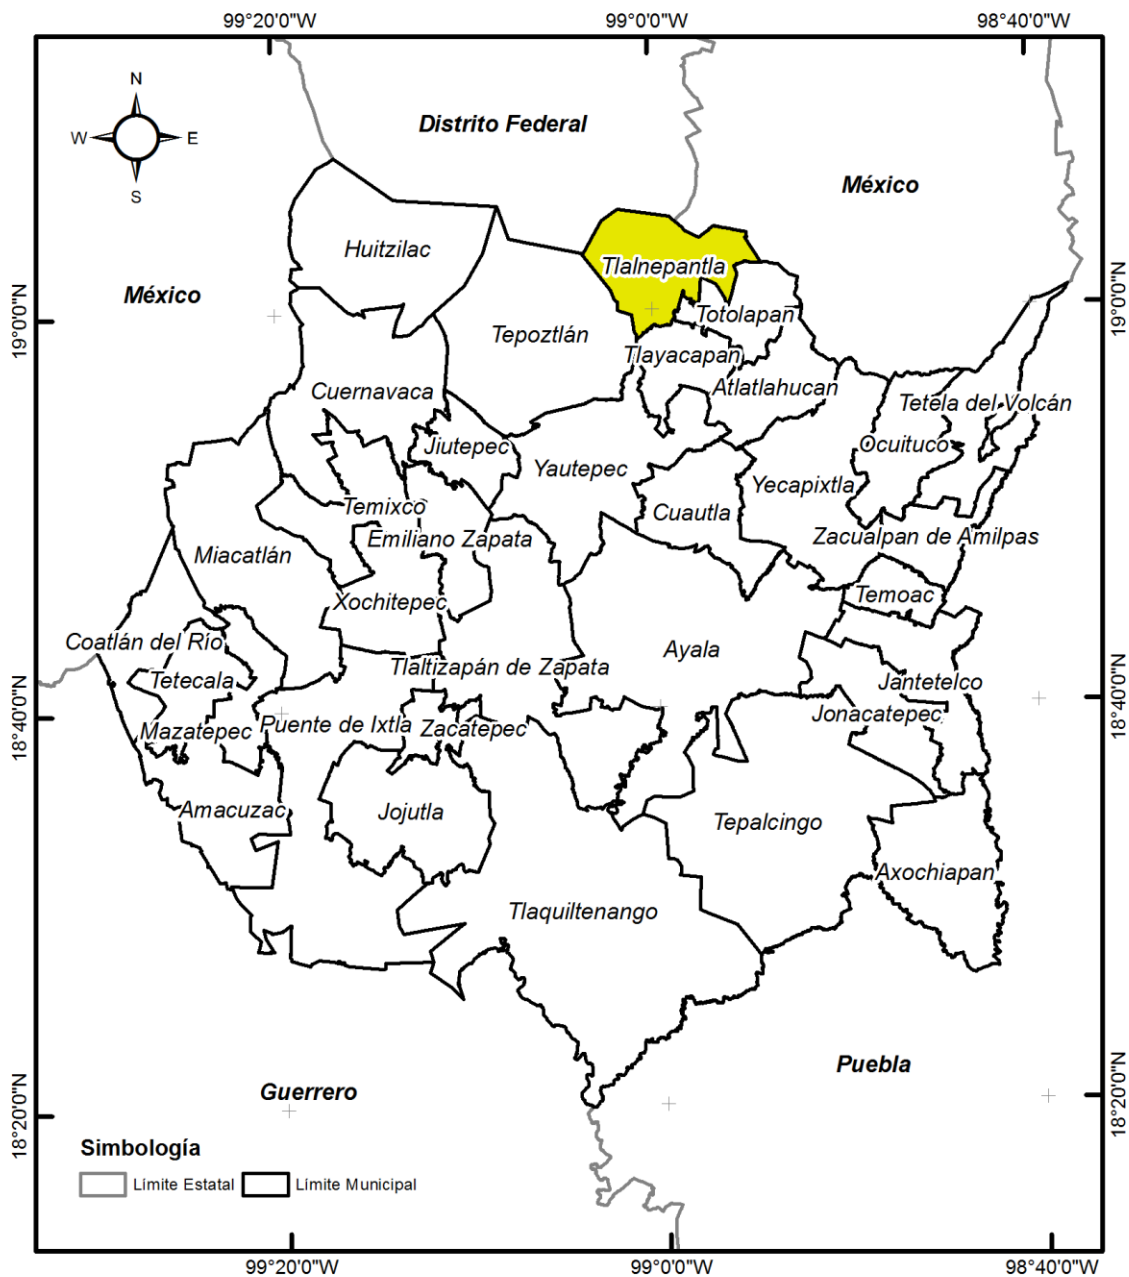 99°20'0"W
99°0'0"W
98°40'0"W
N
W
E
S
Distrito Federal
México
Huitzilac
Tlalnepantla
México
19°0'0"N
19°0'0"N
Totolapan
Tepoztlán
Tlayacapan
Atlatlahucan
Cuernavaca
Tetela del Volcán
Jiutepec
Ocuituco
Yautepec
Yecapixtla
Temixco
Cuautla
Emiliano Zapata
Zacualpan de Amilpas
Miacatlán
Temoac
Xochitepec
Coatlán del Río
Ayala
Tlaltizapán de Zapata
Tetecala
Jantetelco
18°40'0"N
18°40'0"N
Jonacatepec
Mazatepec
Puente de Ixtla
Zacatepec
Amacuzac
Jojutla
Tepalcingo
Axochiapan
Tlaquiltenango
Puebla
Guerrero
18°20'0"N
18°20'0"N
Simbología
Límite Estatal
Límite Municipal
99°20'0"W
99°0'0"W
98°40'0"W